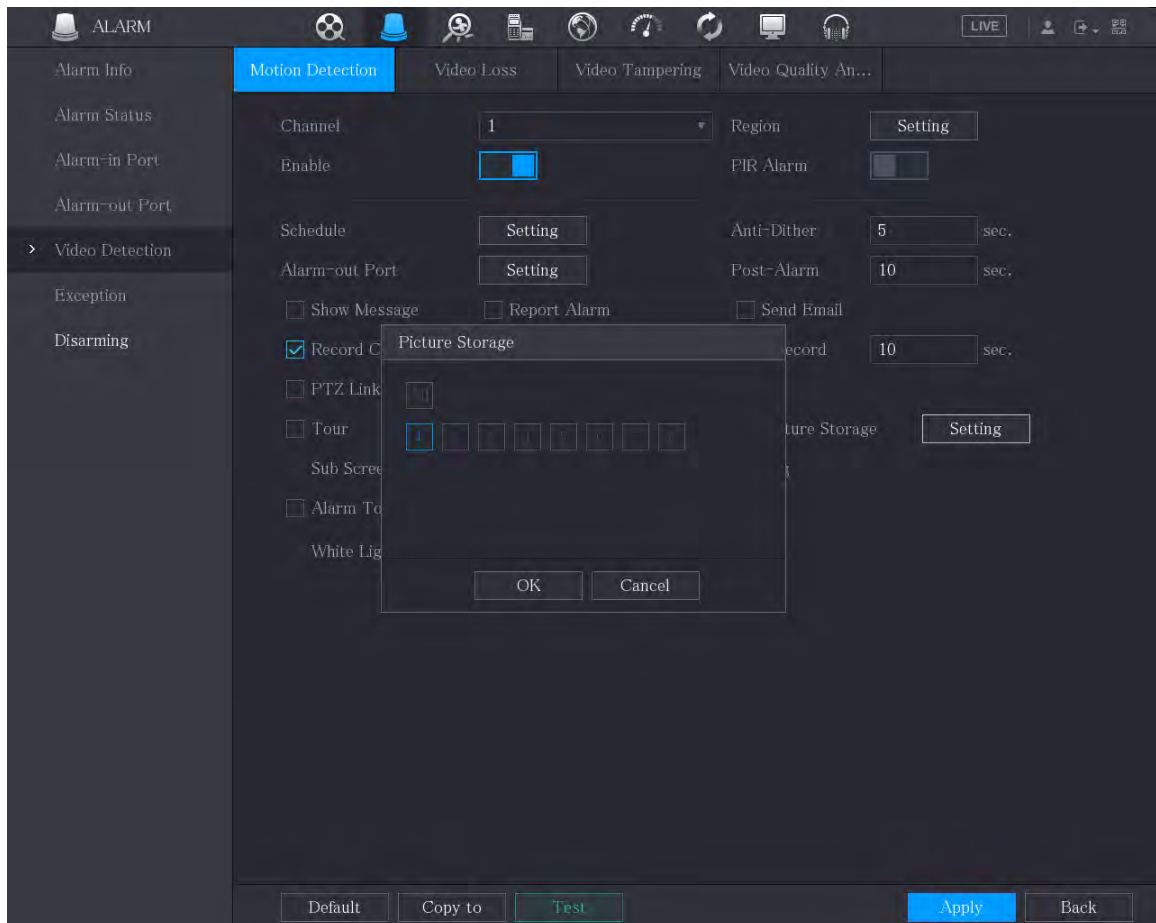 ALARM
LIVE
Alarm Info
Alarm Status
Alarm-in Port
Alarm-out Port
> Video Detection
Exception
Disarming
Motion Detection Video Loss Video Tampering Video Quality An...
Channel 1 Region Setting
Enable PIR Alarm
Schedule Setting Anti-Dither 5 sec.
Alarm-out Port Setting Post-Alarm 10 sec.
Show Message Report Alarm Send Email
Record C ecord 10 sec.
PTZ Link
Tour ture Storage Setting
Sub Scree g
Alarm To
White Lig
Picture Storage
1
OK Cancel
Default Copy to Test Apply Back